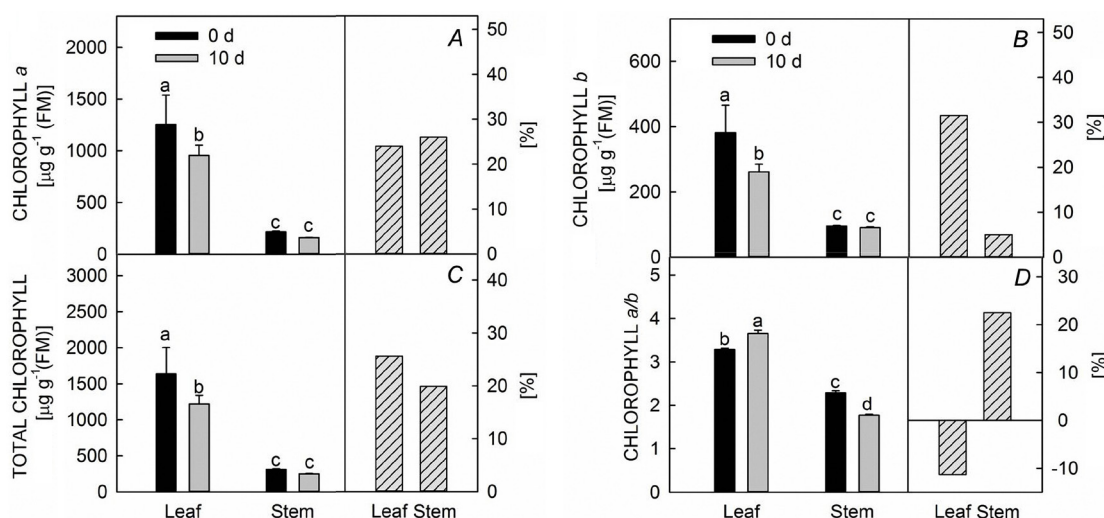 A
0 d
10 d
CHLOROPHYLL a
[µg g-1 (FM)]
2000
1500
1000
500
0
a
b
c
c
50
40
30
20
10
0
[%]
B
0 d
10 d
CHLOROPHYLL b
[µg g-1 (FM)]
600
400
200
0
a
b
c
c
50
40
30
20
10
0
[%]
C
TOTAL CHLOROPHYLL
[µg g-1(FM)]
3000
2500
2000
1500
1000
500
0
a
b
c
c
40
30
20
10
0
[%]
Leaf Stem Leaf Stem
D
CHLOROPHYLL a/b
5
4
3
2
1
0
b
a
c
d
30
20
10
0
-10
[%]
Leaf Stem Leaf Stem